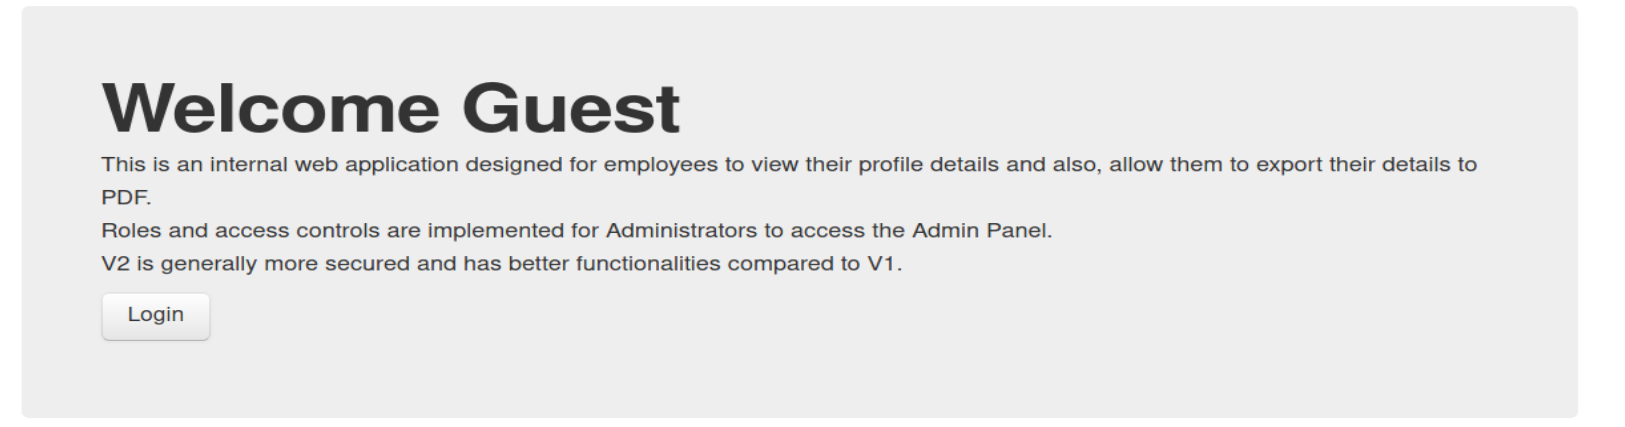 Welcome Guest
This is an internal web application designed for employees to view their profile details and also, allow them to export their details to
PDF.
Roles and access controls are implemented for Administrators to access the Admin Panel.
V2 is generally more secured and has better functionalities compared to V1.
Login